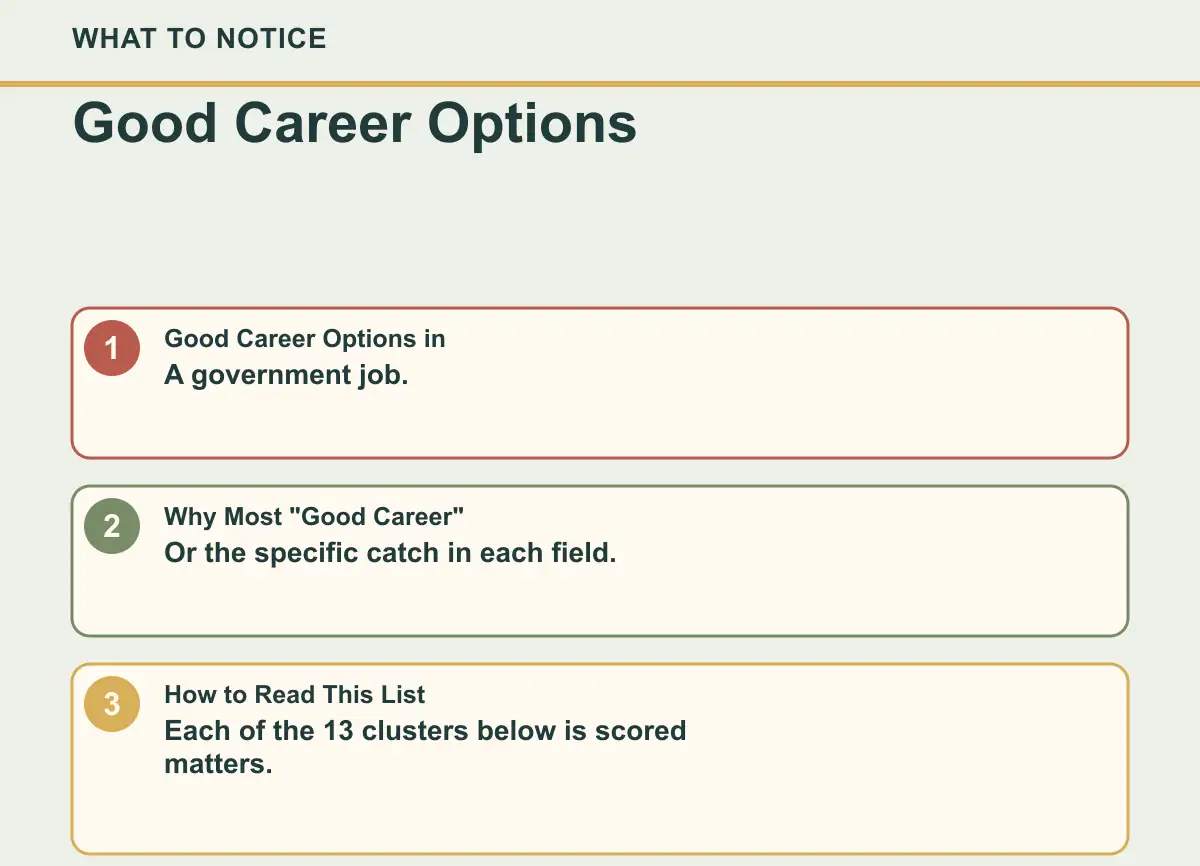 WHAT TO NOTICE
Good Career Options
1
Good Career Options in
A government job.
2
Why Most "Good Career"
Or the specific catch in each field.
3
How to Read This List
Each of the 13 clusters below is scored
matters.